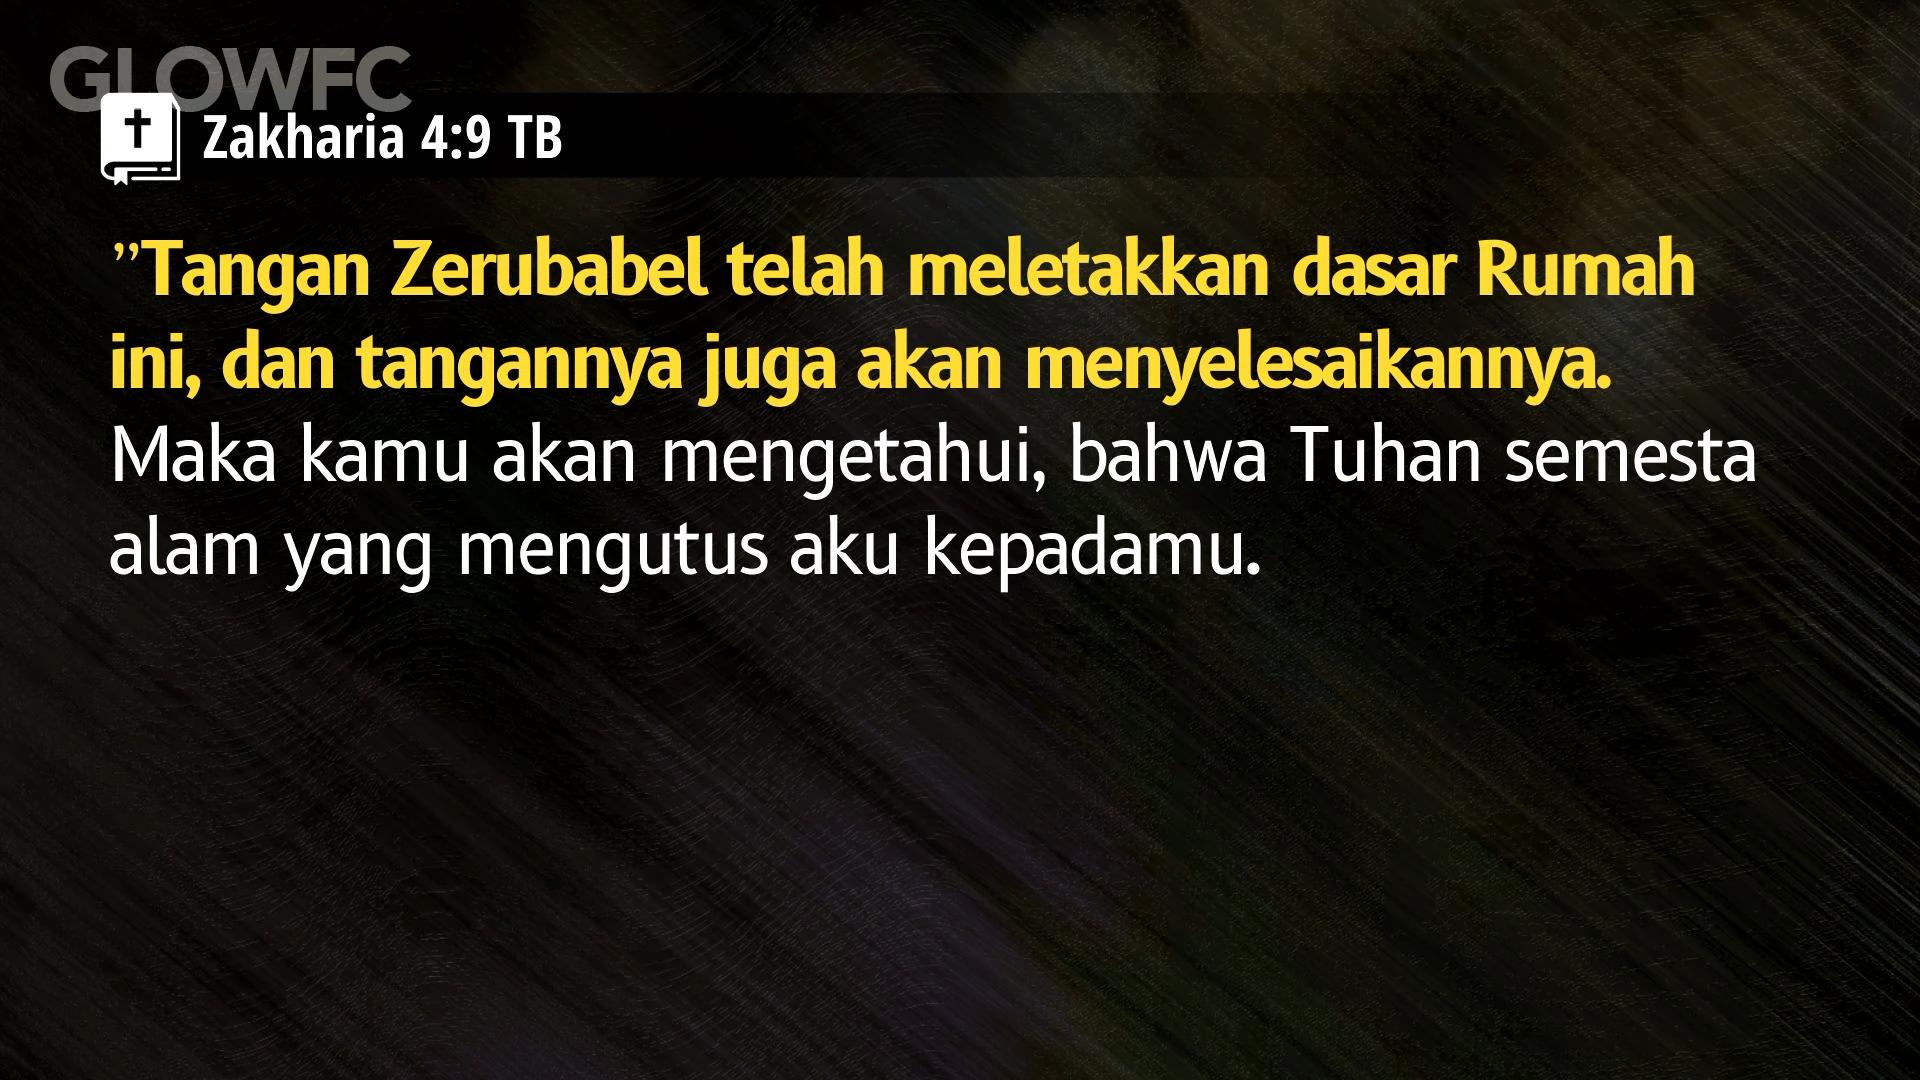 GLOWFC
Zakharia 4:9 TB
”Tangan Zerubabel telah meletakkan dasar Rumah
ini, dan tangannya juga akan menyelesaikannya.
Maka kamu akan mengetahui, bahwa Tuhan semesta
alam yang mengutus aku kepadamu.